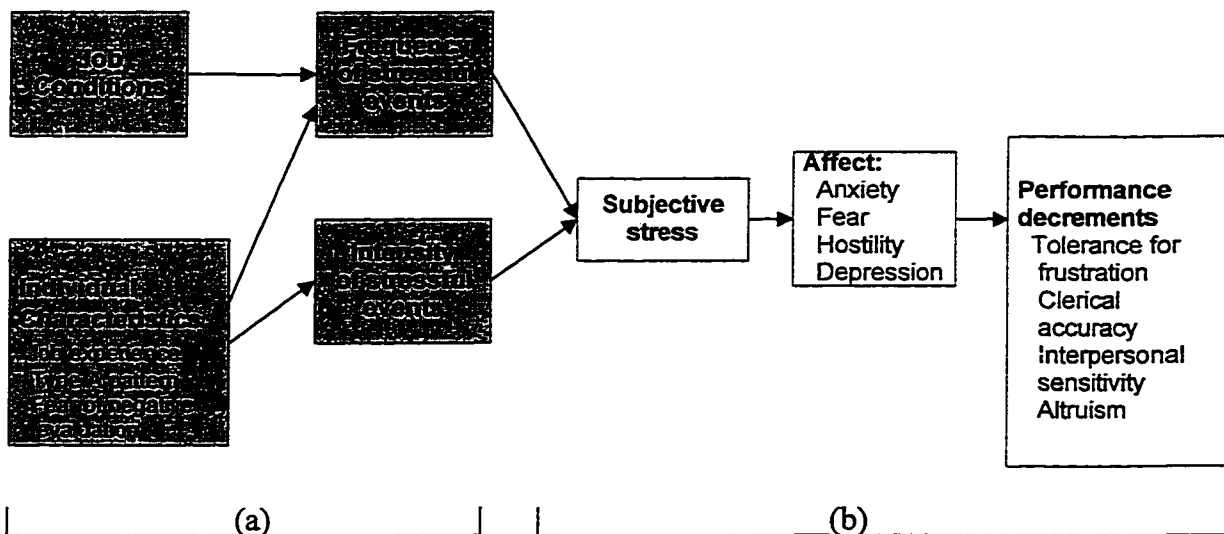 Job
Conditions
Frequency
of stressful
events
Individual
Characteristics
Job experience
Type A pattern
Fear of negative
evaluation
Intensity
of stressful
events
Subjective
stress
Affect:
Anxiety
Fear
Hostility
Depression
Performance
decrements
Tolerance for
frustration
Clerical
accuracy
Interpersonal
sensitivity
Altruism
(a)
(b)